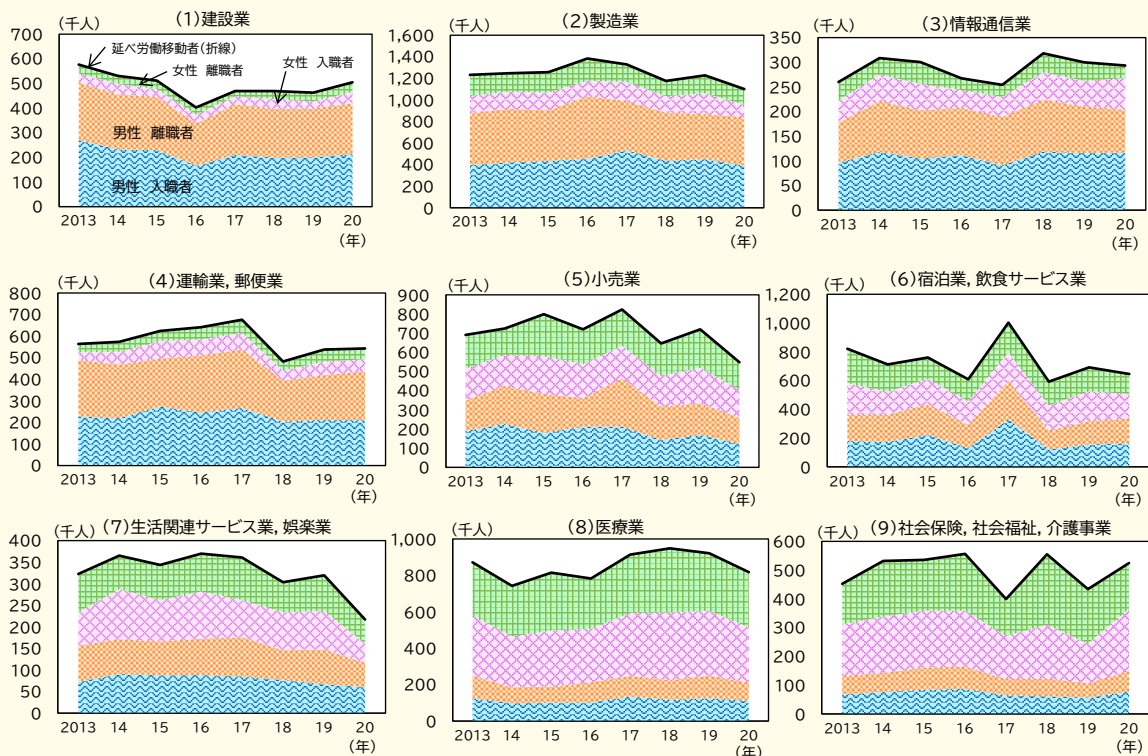 (千人) (1)建設業
700
600
500
400
300
200
100
0
延べ労働移動者(折線)
女性 離職者
女性 入職者
男性 離職者
男性 入職者
2013 14 15 16 17 18 19 20
(年)
(千人) (2)製造業
1,600
1,400
1,200
1,000
800
600
400
200
0
2013 14 15 16 17 18 19 20
(年)
(千人) (3)情報通信業
350
300
250
200
150
100
50
0
2013 14 15 16 17 18 19 20
(年)
(千人) (4)運輸業,郵便業
800
700
600
500
400
300
200
100
0
2013 14 15 16 17 18 19 20
(年)
(千人) (5)小売業
900
800
700
600
500
400
300
200
100
0
2013 14 15 16 17 18 19 20
(年)
(千人) (6)宿泊業,飲食サービス業
1,200
1,000
800
600
400
200
0
2013 14 15 16 17 18 19 20
(年)
(千人) (7)生活関連サービス業,娯楽業
400
350
300
250
200
150
100
50
0
2013 14 15 16 17 18 19 20
(年)
(千人) (8)医療業
1,000
800
600
400
200
0
2013 14 15 16 17 18 19 20
(年)
(千人) (9)社会保険,社会福祉,介護事業
600
500
400
300
200
100
0
2013 14 15 16 17 18 19 20
(年)